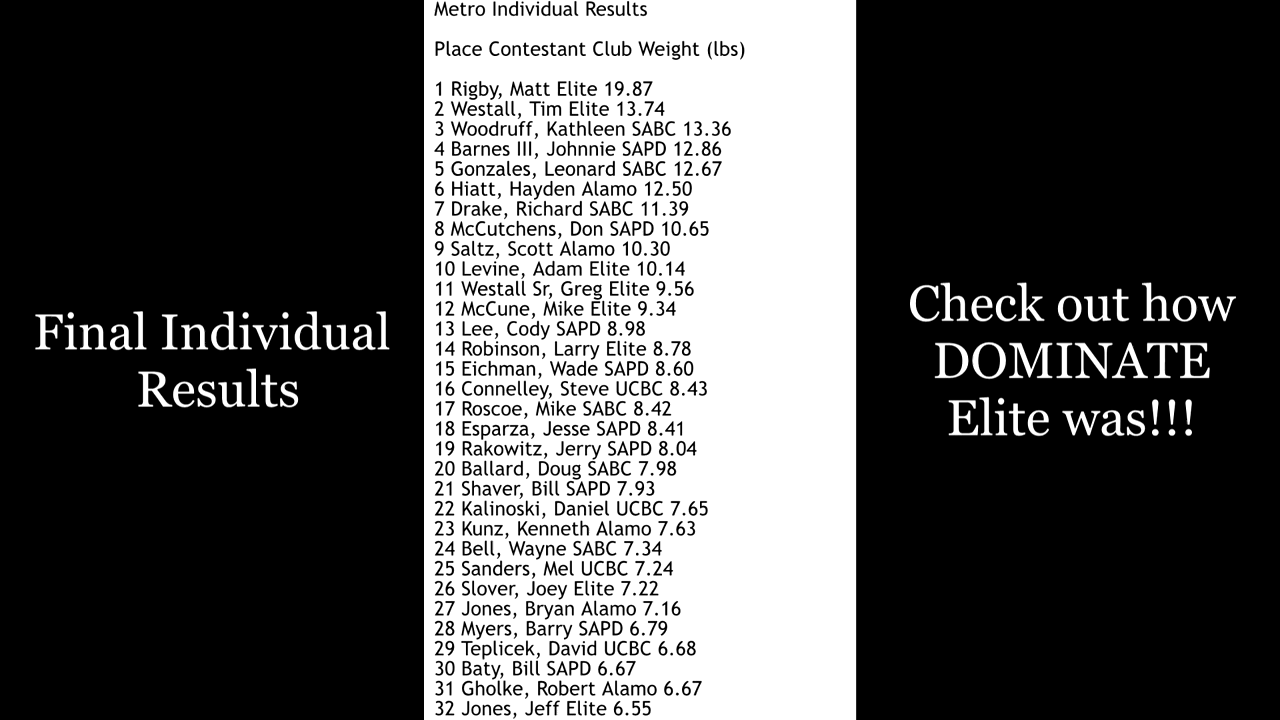 Final Individual
Results
Metro Individual Results
Place Contestant Club Weight (lbs)
1 Rigby, Matt Elite 19.87
2 Westall, Tim Elite 13.74
3 Woodruff, Kathleen SABC 13.36
4 Barnes III, Johnnie SAPD 12.86
5 Gonzales, Leonard SABC 12.67
6 Hiatt, Hayden Alamo 12.50
7 Drake, Richard SABC 11.39
8 McCutchens, Don SAPD 10.65
9 Saltz, Scott Alamo 10.30
10 Levine, Adam Elite 10.14
11 Westall Sr, Greg Elite 9.56
12 McCune, Mike Elite 9.34
13 Lee, Cody SAPD 8.98
14 Robinson, Larry Elite 8.78
15 Eichman, Wade SAPD 8.60
16 Connelley, Steve UCBC 8.43
17 Roscoe, Mike SABC 8.42
18 Esparza, Jesse SAPD 8.41
19 Rakowitz, Jerry SAPD 8.04
20 Ballard, Doug SABC 7.98
21 Shaver, Bill SAPD 7.93
22 Kalinoski, Daniel UCBC 7.65
23 Kunz, Kenneth Alamo 7.63
24 Bell, Wayne SABC 7.34
25 Sanders, Mel UCBC 7.24
26 Slover, Joey Elite 7.22
27 Jones, Bryan Alamo 7.16
28 Myers, Barry SAPD 6.79
29 Teplicek, David UCBC 6.68
30 Baty, Bill SAPD 6.67
31 Gholke, Robert Alamo 6.67
32 Jones, Jeff Elite 6.55
Check out how
DOMINATE
Elite was!!!